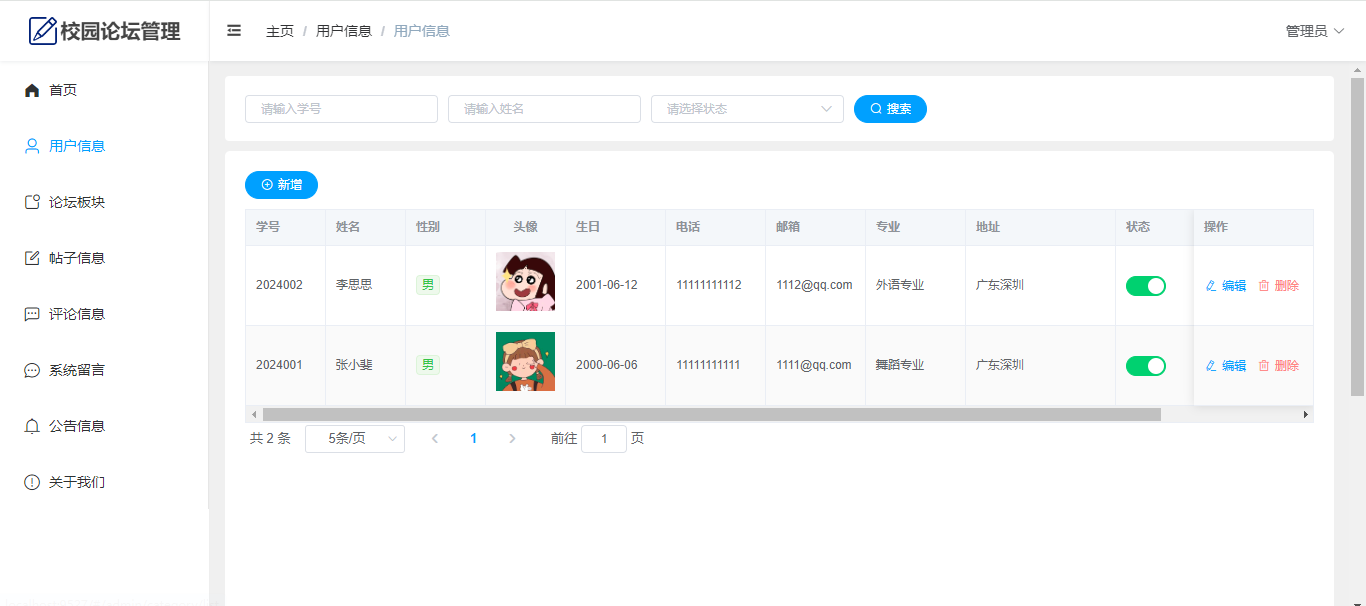 校园论坛管理
主页 / 用户信息 / 用户信息
管理员
首页
用户信息
论坛板块
帖子信息
评论信息
系统留言
公告信息
关于我们
请输入学号 请输入姓名 请选择状态 搜索
新增
学号 姓名 性别 头像 生日 电话 邮箱 专业 地址 状态 操作
2024002 李思思 男 2001-06-12 11111111112 1112@qq.com 外语专业 广东深圳 编辑 删除
2024001 张小斐 男 2000-06-06 11111111111 1111@qq.com 舞蹈专业 广东深圳 编辑 删除
共 2 条 5条/页 1 前往 1 页